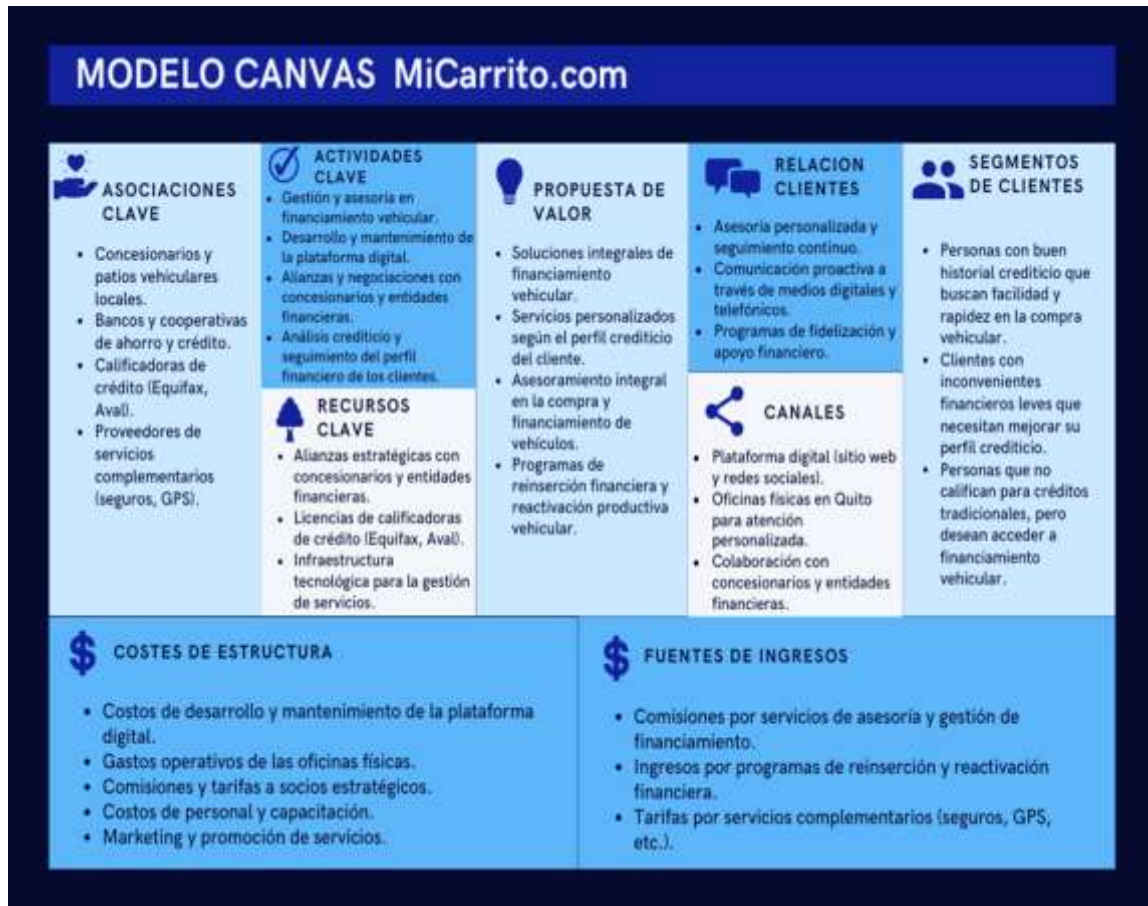 MODELO CANVAS MiCarrito.com
ASOCIACIONES
CLAVE
• Concesionarios y
patios vehiculares
locales.
• Bancos y cooperativas
de ahorro y crédito.
• Calificadoras de
crédito (Equifax,
Aval).
• Proveedores de
servicios
complementarios
(seguros, GPS).
ACTIVIDADES
CLAVE
• Gestión y asesoría en
financiamiento vehicular.
• Desarrollo y mantenimiento de
la plataforma digital.
• Alianzas y negociaciones con
concesionarios y entidades
financieras.
• Análisis crediticio y
seguimiento del perfil
financiero de los clientes.
RECURSOS
CLAVE
• Alianzas estratégicas con
concesionarios y entidades
financieras.
• Licencias de calificadoras
de crédito (Equifax, Aval).
• Infraestructura
tecnológica para la gestión
de servicios.
PROPUESTA DE
VALOR
• Soluciones integrales de
financiamiento
vehicular.
• Servicios personalizados
según el perfil crediticio
del cliente.
• Asesoramiento integral
en la compra y
financiamiento de
vehículos.
• Programas de
reinserción financiera y
reactivación productiva
vehicular.
RELACION
CLIENTES
• Asesoría personalizada y
seguimiento continuo.
• Comunicación proactiva a
través de medios digitales y
telefónicos.
• Programas de fidelización y
apoyo financiero.
CANALES
• Plataforma digital (sitio web
y redes sociales).
• Oficinas físicas en Quito
para atención
personalizada.
• Colaboración con
concesionarios y entidades
financieras.
SEGMENTOS
DE CLIENTES
• Personas con buen
historial crediticio que
buscan facilidad y
rapidez en la compra
vehicular.
• Clientes con
inconvenientes
financieros leves que
necesitan mejorar su
perfil crediticio.
• Personas que no
califican para créditos
tradicionales, pero
desean acceder a
financiamiento
vehicular.
COSTES DE ESTRUCTURA
• Costos de desarrollo y mantenimiento de la plataforma
digital.
• Gastos operativos de las oficinas físicas.
• Comisiones y tarifas a socios estratégicos.
• Costos de personal y capacitación.
• Marketing y promoción de servicios.
FUENTES DE INGRESOS
• Comisiones por servicios de asesoría y gestión de
financiamiento.
• Ingresos por programas de reinserción y reactivación
financiera.
• Tarifas por servicios complementarios (seguros, GPS,
etc.).